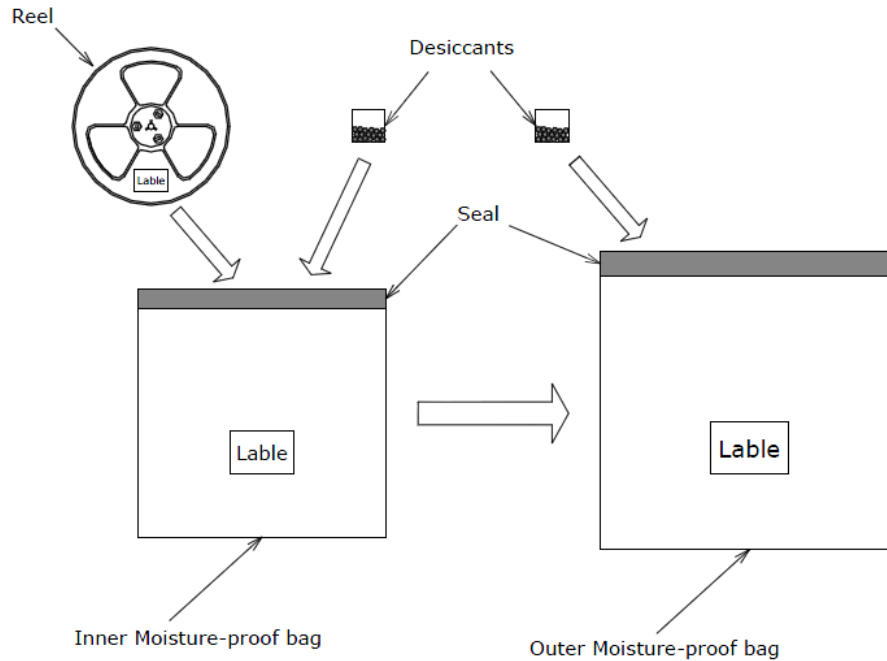 Reel
Desiccants
Lable
Seal
Lable
Lable
Inner Moisture-proof bag
Outer Moisture-proof bag